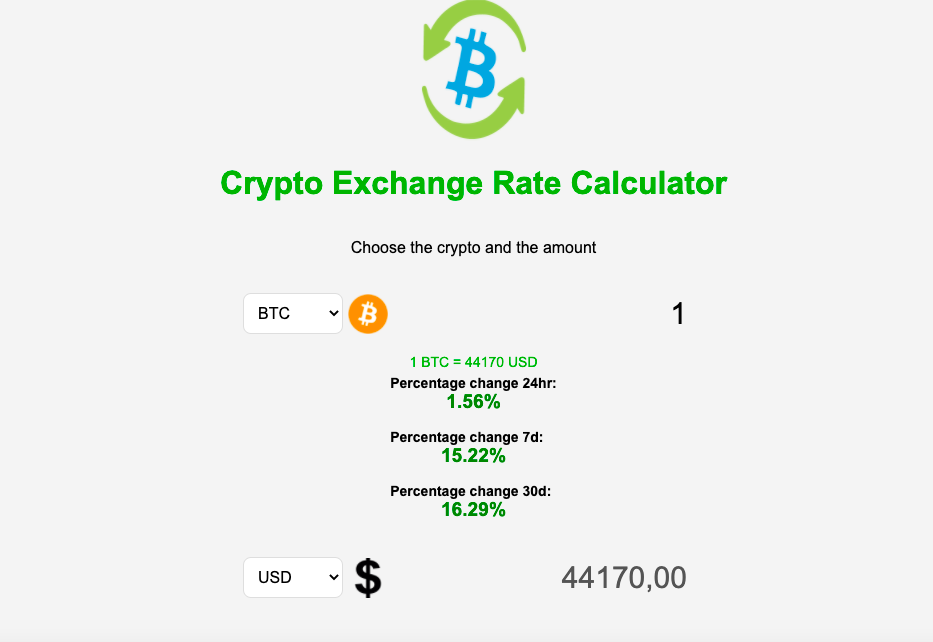 Crypto Exchange Rate Calculator
Choose the crypto and the amount
BTC 1
1 BTC = 44170 USD
Percentage change 24hr:
1.56%
Percentage change 7d:
15.22%
Percentage change 30d:
16.29%
USD $ 44170,00